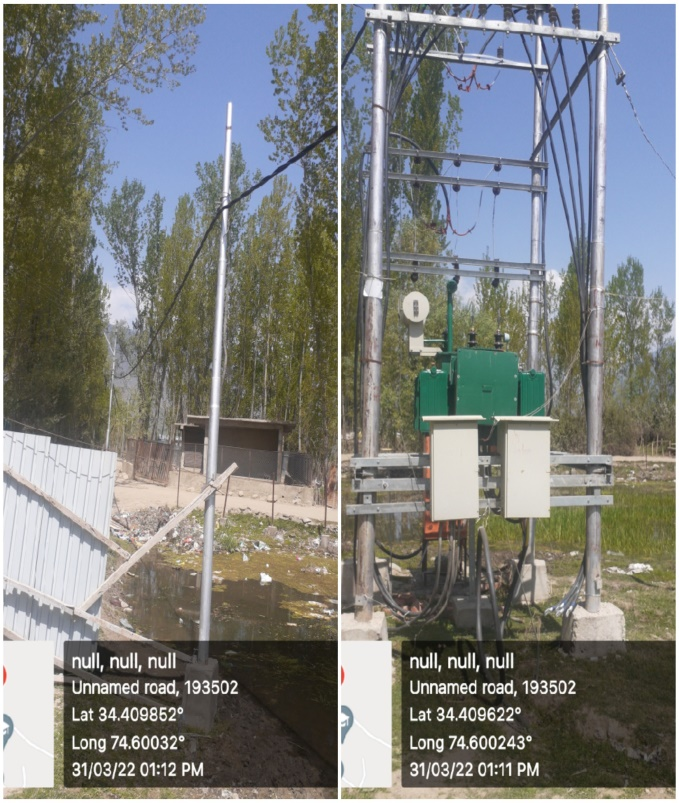 null, null, null
Unnamed road, 193502
Lat 34.409852°
Long 74.60032°
31/03/22 01:12 PM
null, null, null
Unnamed road, 193502
Lat 34.409622°
Long 74.600243°
31/03/22 01:11 PM